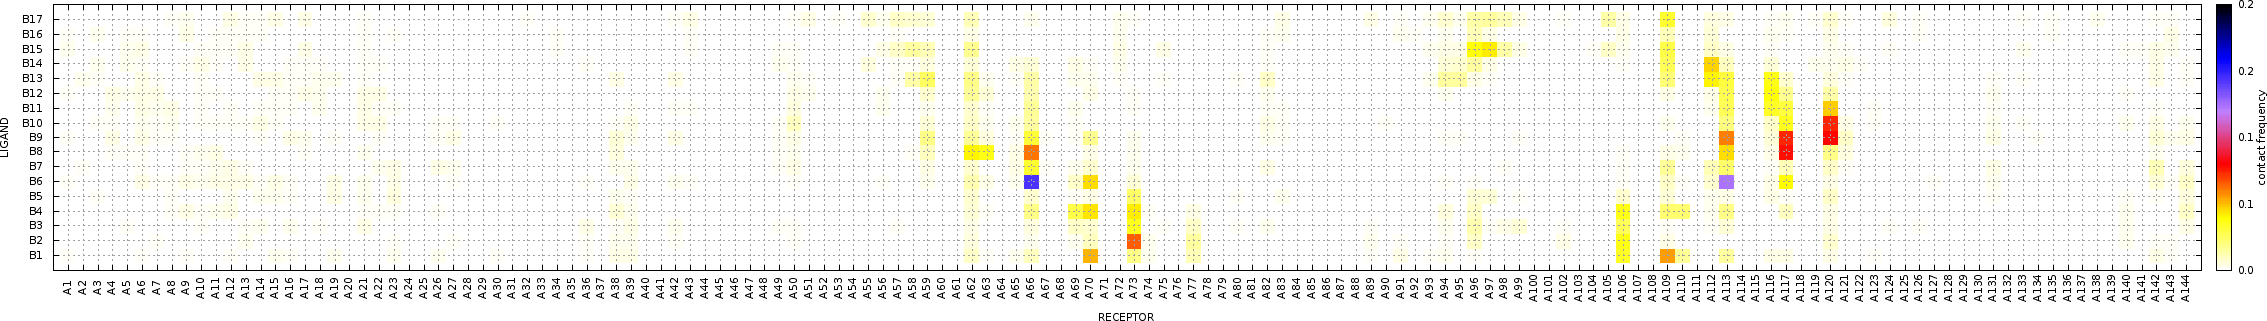 B17
B16
B15
B14
B13
B12
B11
B10
B9
B8
B7
B6
B5
B4
B3
B2
B1
LIGAND
A1 A2 A3 A4 A5 A6 A7 A8 A9 A10 A11 A12 A13 A14 A15 A16 A17 A18 A19 A20 A21 A22 A23 A24 A25 A26 A27 A28 A29 A30 A31 A32 A33 A34 A35 A36 A37 A38 A39 A40 A41 A42 A43 A44 A45 A46 A47 A48 A49 A50 A51 A52 A53 A54 A55 A56 A57 A58 A59 A60 A61 A62 A63 A64 A65 A66 A67 A68 A69 A70 A71 A72 A73 A74 A75 A76 A77 A78 A79 A80 A81 A82 A83 A84 A85 A86 A87 A88 A89 A90 A91 A92 A93 A94 A95 A96 A97 A98 A99 A100 A101 A102 A103 A104 A105 A106 A107 A108 A109 A110 A111 A112 A113 A114 A115 A116 A117 A118 A119 A120 A121 A122 A123 A124 A125 A126 A127 A128 A129 A130 A131 A132 A133 A134 A135 A136 A137 A138 A139 A140 A141 A142 A143 A144
RECEPTOR
0.2
0.2
0.1
0.1
0.0
contact frequency